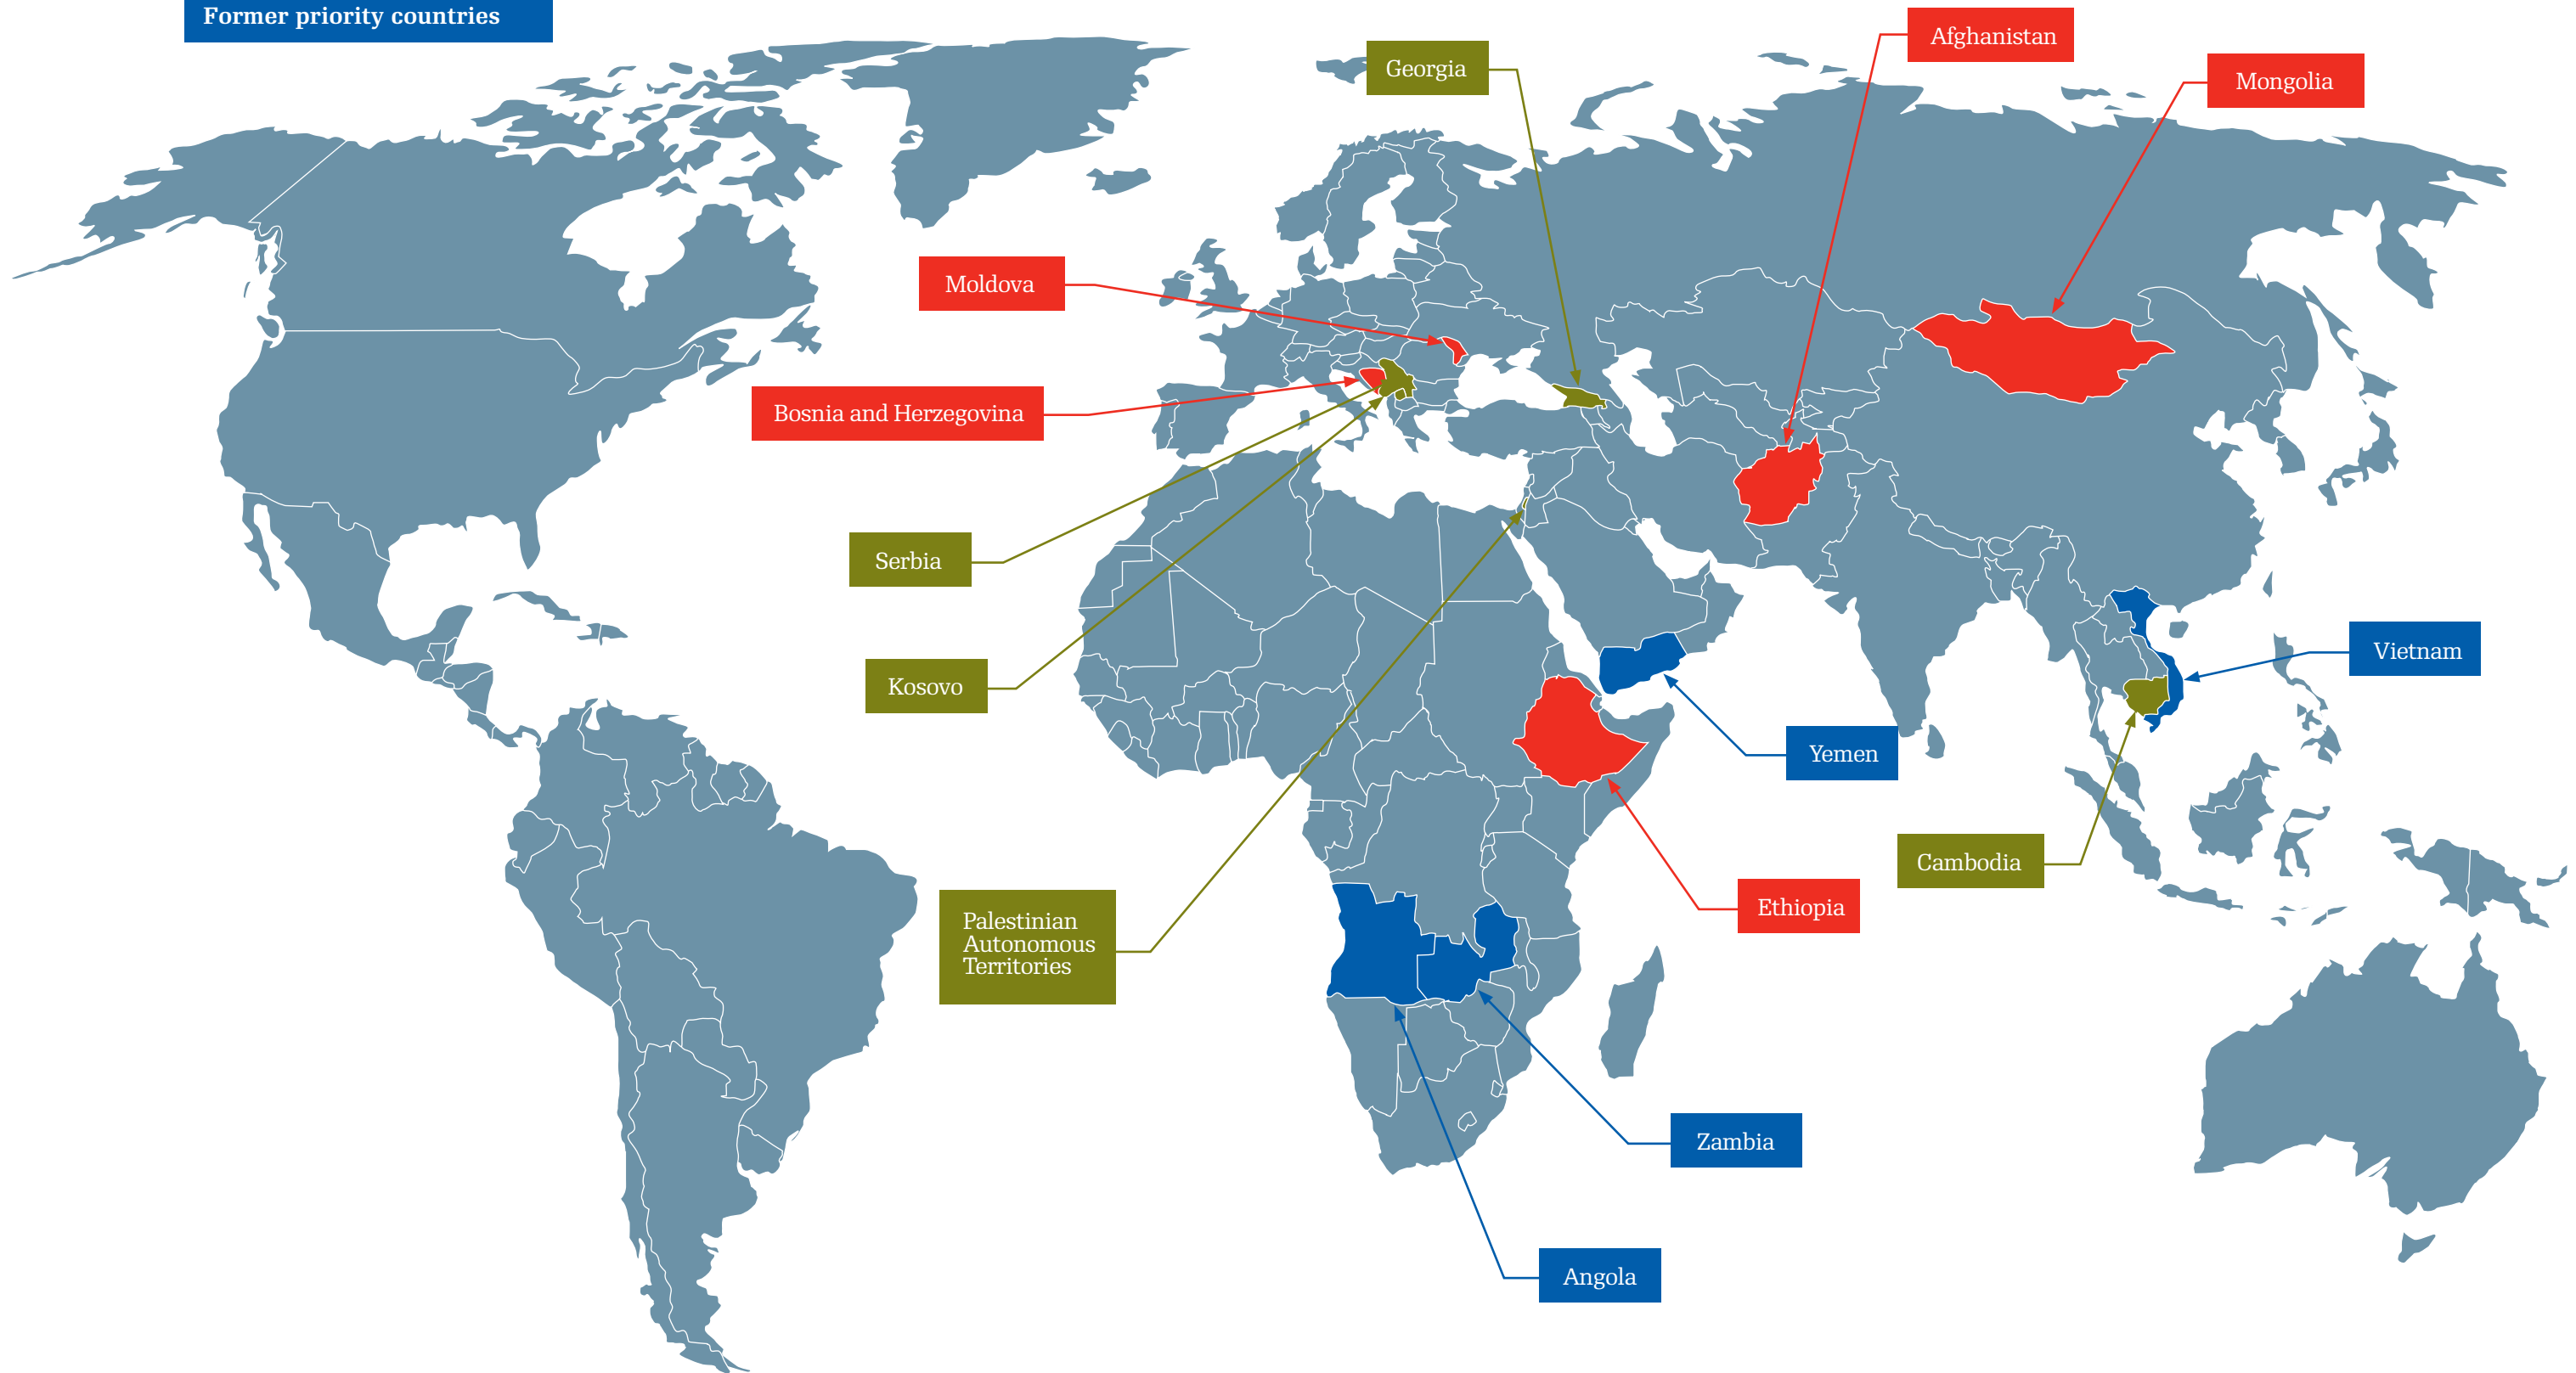 Former priority countries
Afghanistan
Georgia
Mongolia
Moldova
Bosnia and Herzegovina
Serbia
Vietnam
Kosovo
Yemen
Cambodia
Ethiopia
Palestinian
Autonomous
Territories
Zambia
Angola